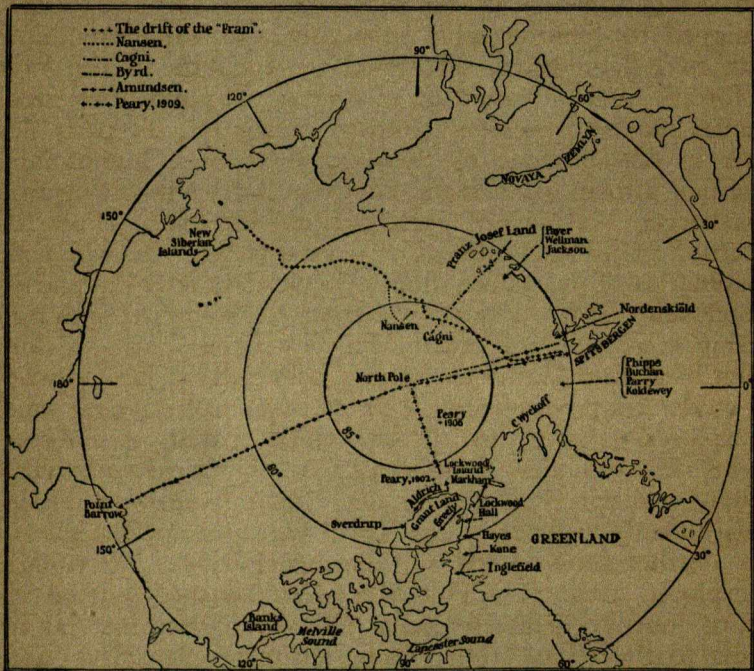 The drift of the "Fram".
Nansen.
Cagni.
Byrd.
Amundsen.
Peary, 1909.
90°
120°
60°
NOVAYA ZEMLYA
150°
New
Siberian
Islands
Franz Josef Land
Payer
Wellman
Jackson.
30°
Nansen
Cagni
Nordenskiöld
SPITSBERGEN
180°
North Pole
0°
Phipps
Buchan
Parry
Koldewey
Peary
1906
C Wyckoff
85°
80°
Lockwood
Island
Markham
Peary, 1902.
Aldrich
Grant Land
Greely
Lockwood
Hall
Point
Barrow
Sverdrup
Hayes
Kane
Inglefield
GREENLAND
150°
30°
Banks
Island
Melville
Sound
Lancaster Sound
120°
90°
60°